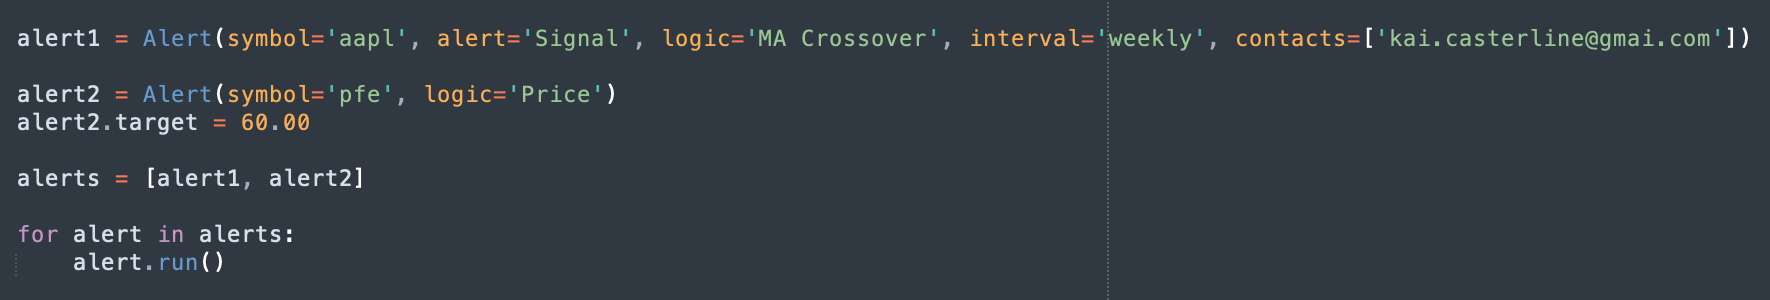 alert1 = Alert(symbol='aapl', alert='Signal', logic='MA Crossover', interval='weekly', contacts=['kai.casterline@gmai.com'])
alert2 = Alert(symbol='pfe', logic='Price')
alert2.target = 60.00
alerts = [alert1, alert2]
for alert in alerts:
    alert.run()